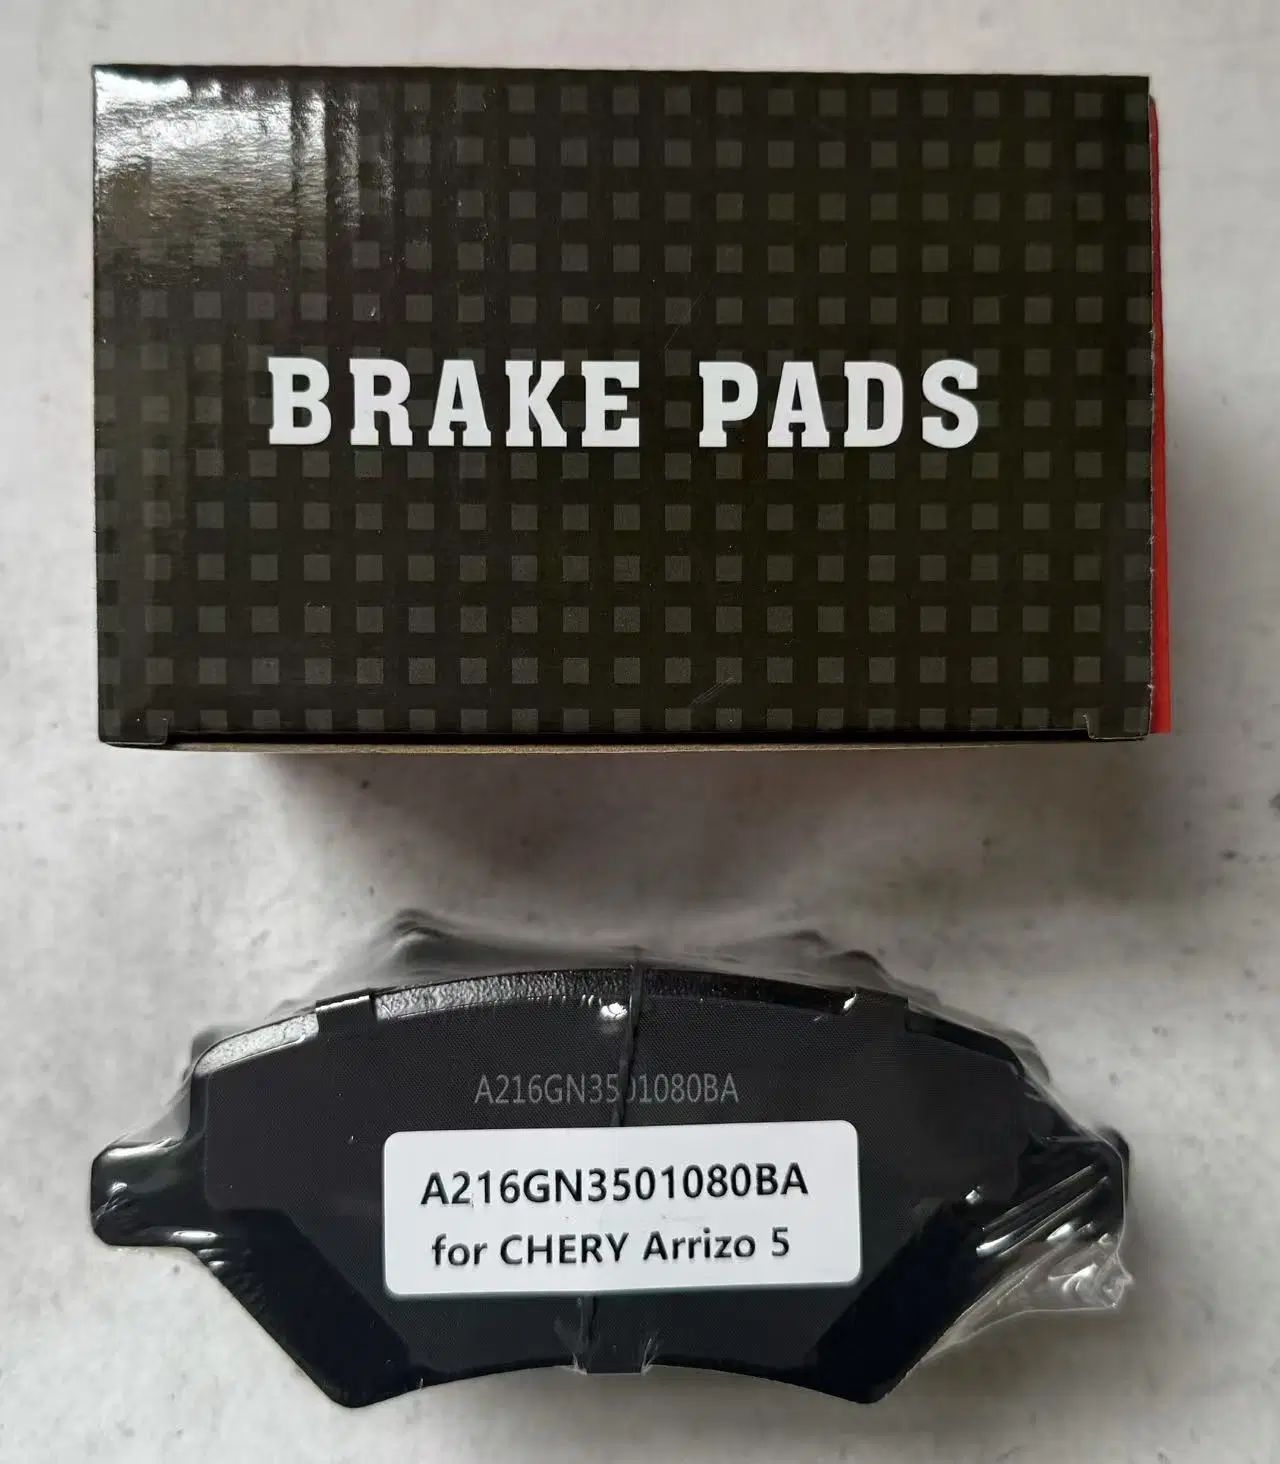 BRAKE PADS
A216GN3501080BA
A216GN3501080BA
for CHERY Arrizo 5